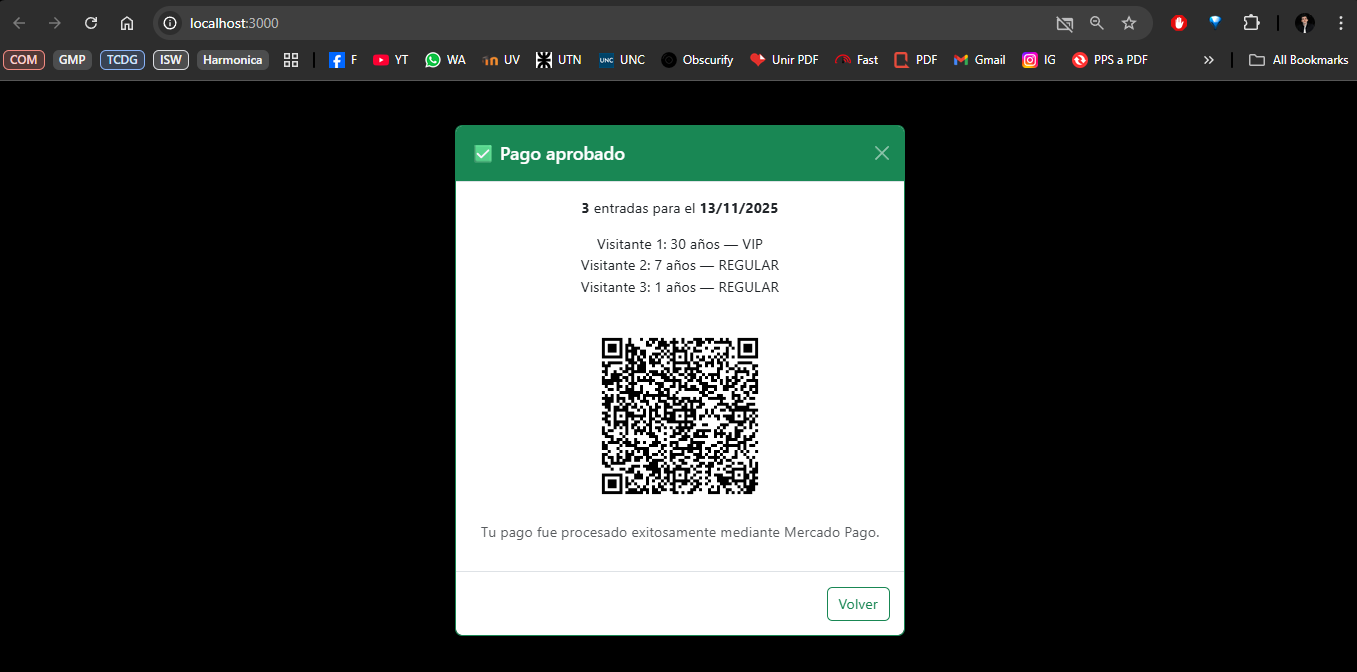 localhost:3000
COM GMP TCDG ISW Harmonica F YT WA UV UTN UNC UNC Obscurify Unir PDF Fast PDF Gmail IG PPS a PDF » All Bookmarks
✅ Pago aprobado
3 entradas para el 13/11/2025
Visitante 1: 30 años — VIP
Visitante 2: 7 años — REGULAR
Visitante 3: 1 años — REGULAR
Tu pago fue procesado exitosamente mediante Mercado Pago.
Volver